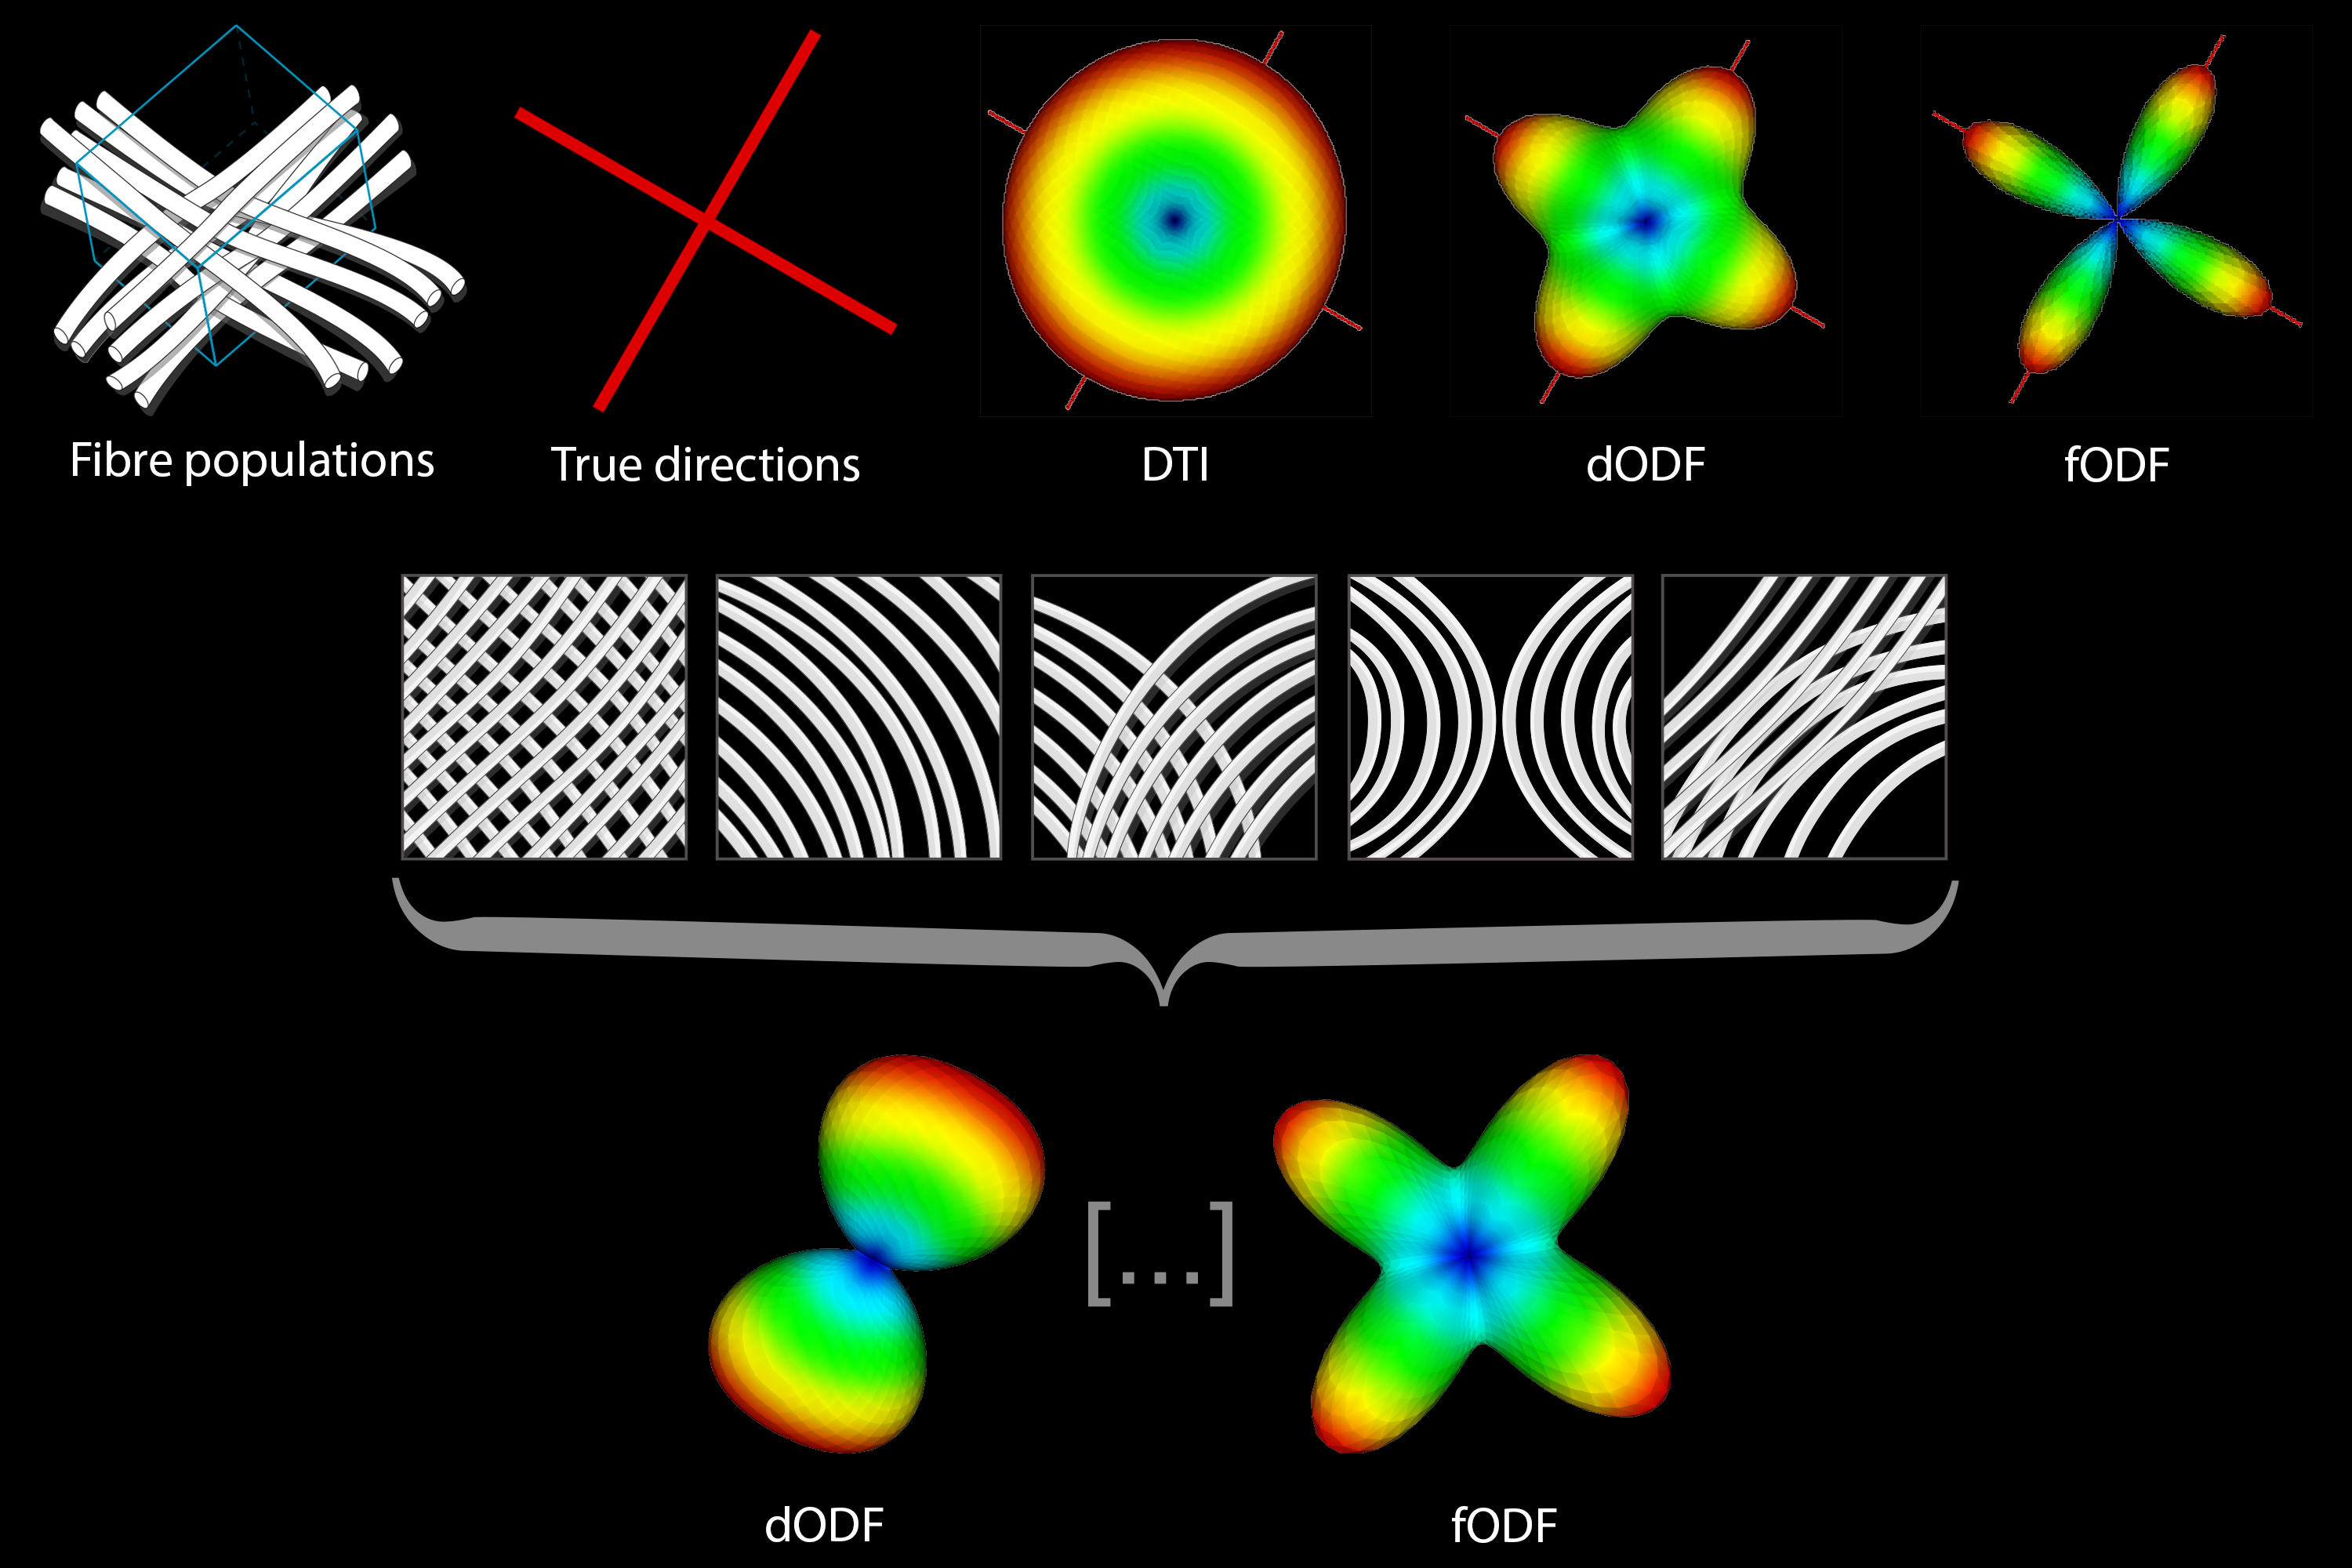 Fibre populations
True directions
DTI
dODF
fODF
[...]
dODF
fODF